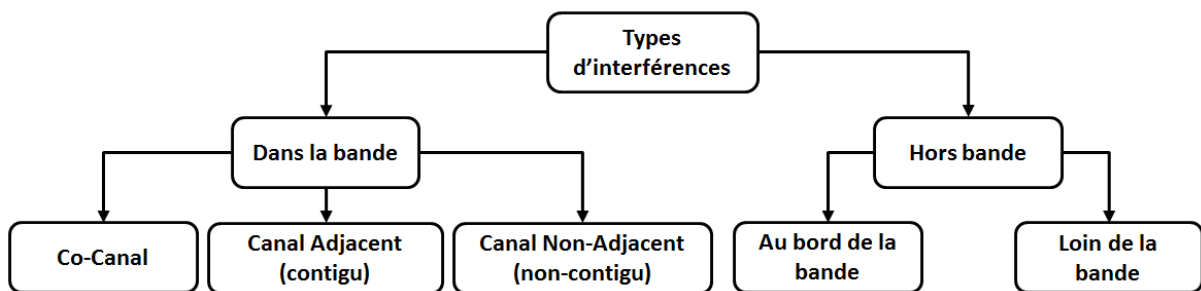 Types
d’interférences
Dans la bande
Hors bande
Co-Canal
Canal Adjacent
(contigu)
Canal Non-Adjacent
(non-contigu)
Au bord de la
bande
Loin de la
bande